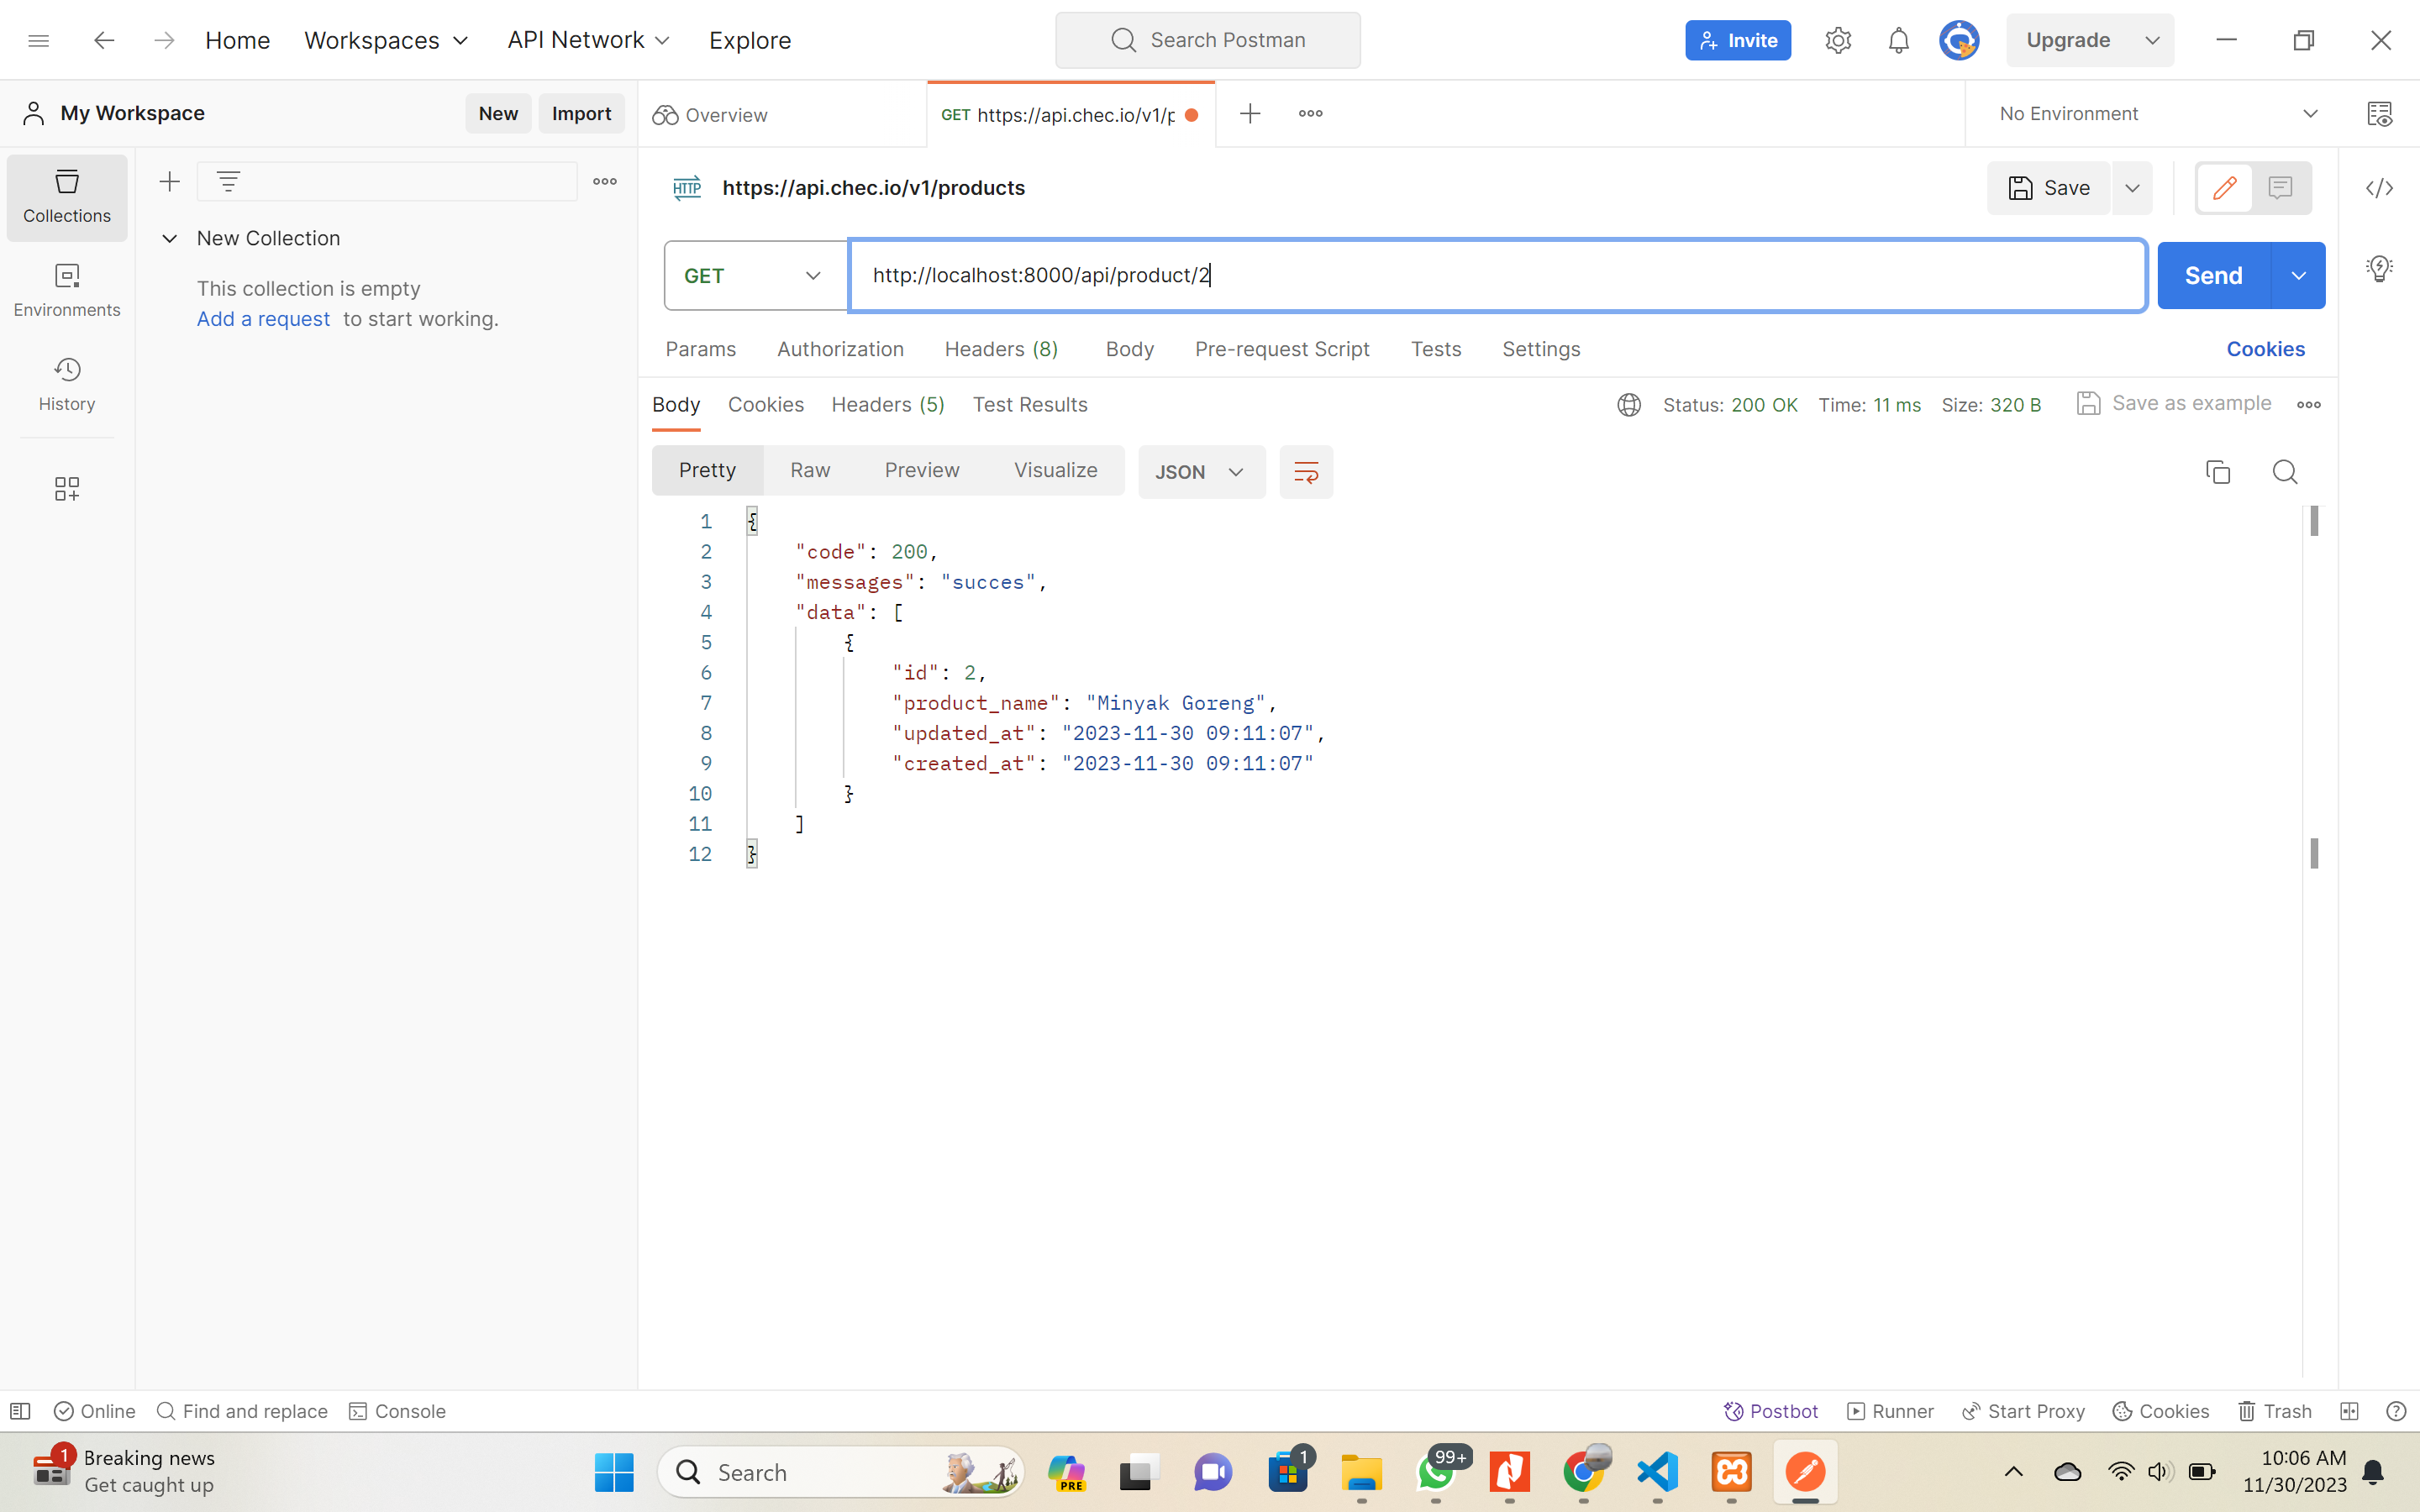 Home Workspaces API Network Explore Search Postman Invite Upgrade
My Workspace New Import Overview GET https://api.chec.io/v1/p No Environment
Collections
HTTP https://api.chec.io/v1/products Save
New Collection
GET http://localhost:8000/api/product/2 Send
This collection is empty
Add a request to start working.
Environments
Params Authorization Headers (8) Body Pre-request Script Tests Settings Cookies
History
Body Cookies Headers (5) Test Results Status: 200 OK Time: 11 ms Size: 320 B Save as example
Pretty Raw Preview Visualize JSON
1 {
2 "code": 200,
3 "messages": "succes",
4 "data": [
5 {
6 "id": 2,
7 "product_name": "Minyak Goreng",
8 "updated_at": "2023-11-30 09:11:07",
9 "created_at": "2023-11-30 09:11:07"
10 }
11 ]
12 }
Online Find and replace Console Postbot Runner Start Proxy Cookies Trash
1 Breaking news
Get caught up
Search
PRE
1
99+
10:06 AM
11/30/2023